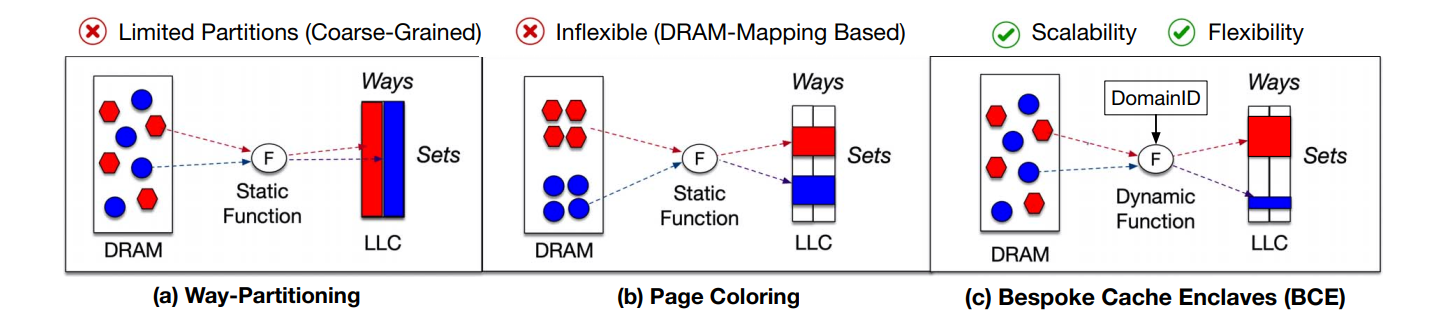 Limited Partitions (Coarse-Grained)
Inflexible (DRAM-Mapping Based)
Scalability
Flexibility
Ways
F
Static
Function
Sets
DRAM
LLC
(a) Way-Partitioning
Ways
F
Static
Function
Sets
DRAM
LLC
(b) Page Coloring
DomainID
Ways
F
Dynamic
Function
Sets
DRAM
LLC
(c) Bespoke Cache Enclaves (BCE)